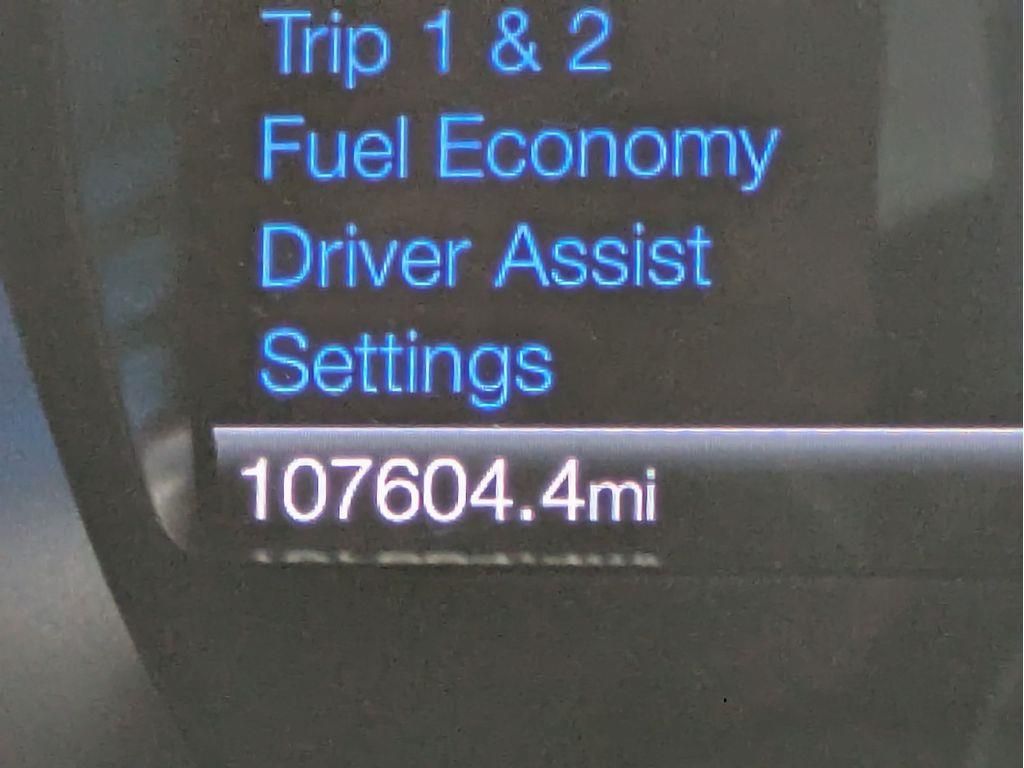 Trip 1 & 2
Fuel Economy
Driver Assist
Settings
107604.4mi